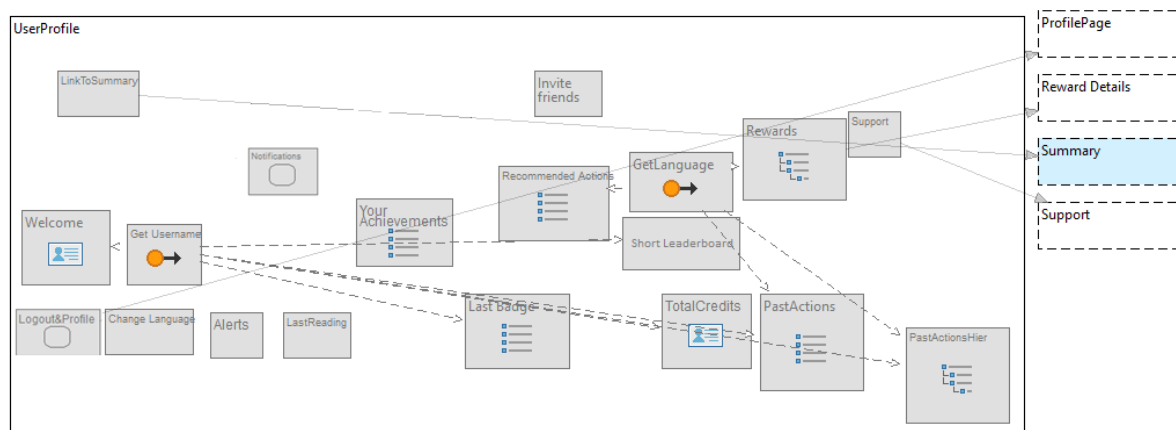 UserProfile
ProfilePage
LinkToSummary
Invite
friends
Reward Details
Rewards
Support
Summary
Notifications
GetLanguage
Recommended Actions
Your
Achievements
Support
Welcome
Get Username
Short Leaderboard
Last Badge
TotalCredits
PastActions
Logout&Profile
Change Language
Alerts
LastReading
PastActionsHier